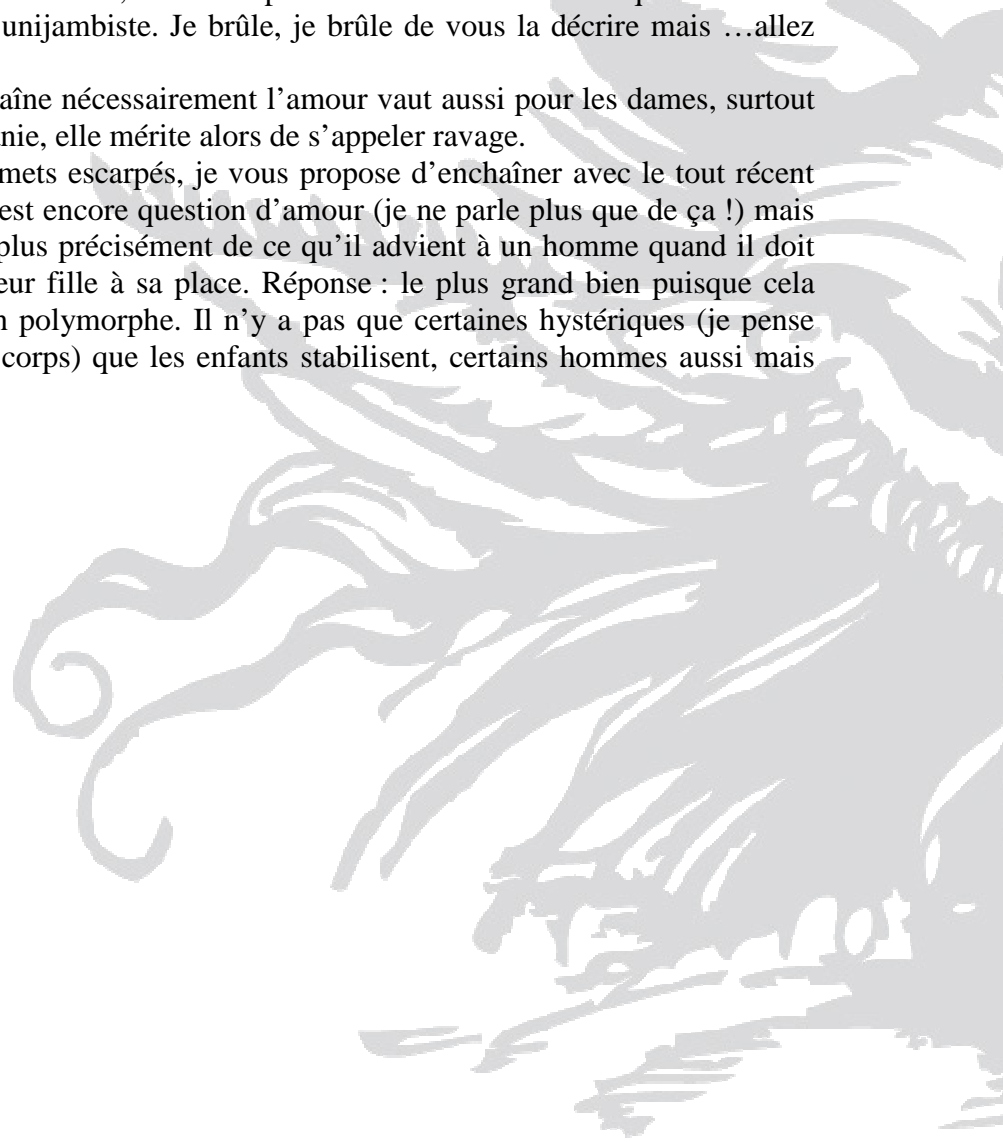 unijambiste. Je brûle, je brûle de vous la décrire mais …allez
nécessairement l’amour vaut aussi pour les dames, surtout
elle mérite alors de s’appeler ravage.
escarpés, je vous propose d’enchaîner avec le tout récent
est encore question d’amour (je ne parle plus que de ça !) mais
plus précisément de ce qu’il advient à un homme quand il doit
fille à sa place. Réponse : le plus grand bien puisque cela
polymorphe. Il n’y a pas que certaines hystériques (je pense
corps) que les enfants stabilisent, certains hommes aussi mais